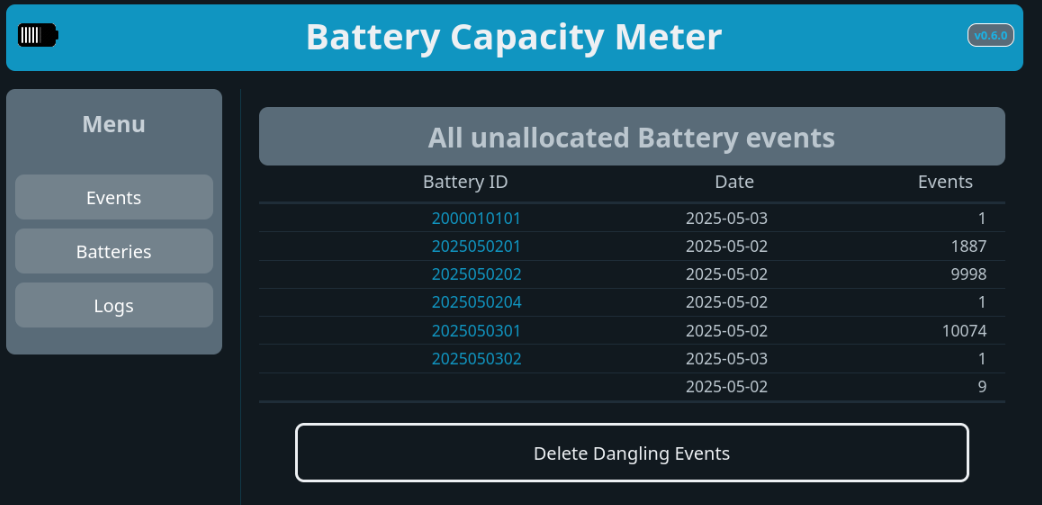 Battery Capacity Meter
v0.6.0
Menu
Events
Batteries
Logs
All unallocated Battery events
Battery ID Date Events
2000010101 2025-05-03 1
2025050201 2025-05-02 1887
2025050202 2025-05-02 9998
2025050204 2025-05-02 1
2025050301 2025-05-02 10074
2025050302 2025-05-03 1
2025-05-02 9
Delete Dangling Events